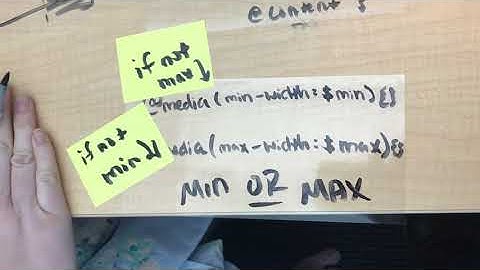 @content }
if not
max
@media (min-width: $min) {}
if not
min
media (max-width: $max) {}
MIN OR MAX